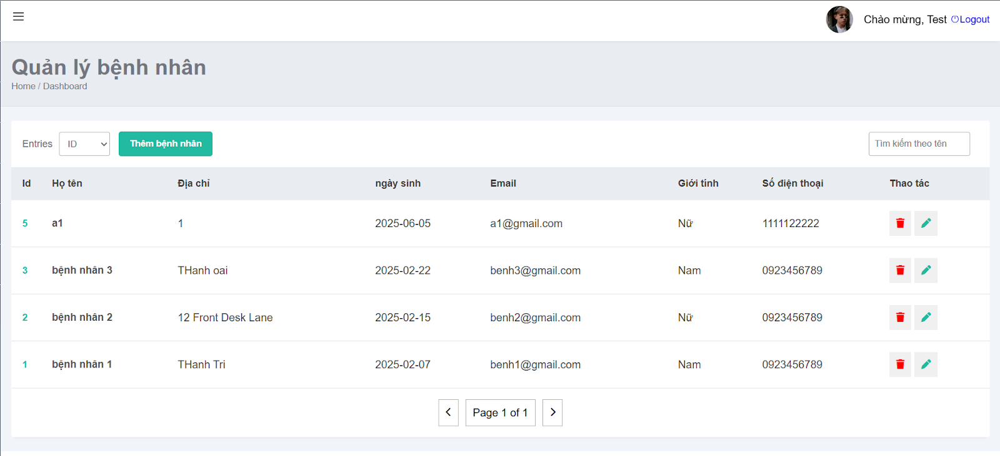 Chào mừng, Test Logout
Quản lý bệnh nhân
Home / Dashboard
Entries ID Thêm bệnh nhân Tìm kiếm theo tên
Id Họ tên Địa chỉ ngày sinh Email Giới tính Số điện thoại Thao tác
5 a1 1 2025-06-05 a1@gmail.com Nữ 1111122222
3 bệnh nhân 3 THanh oai 2025-02-22 benh3@gmail.com Nam 0923456789
2 bệnh nhân 2 12 Front Desk Lane 2025-02-15 benh2@gmail.com Nữ 0923456789
1 bệnh nhân 1 THanh Tri 2025-02-07 benh1@gmail.com Nam 0923456789
Page 1 of 1